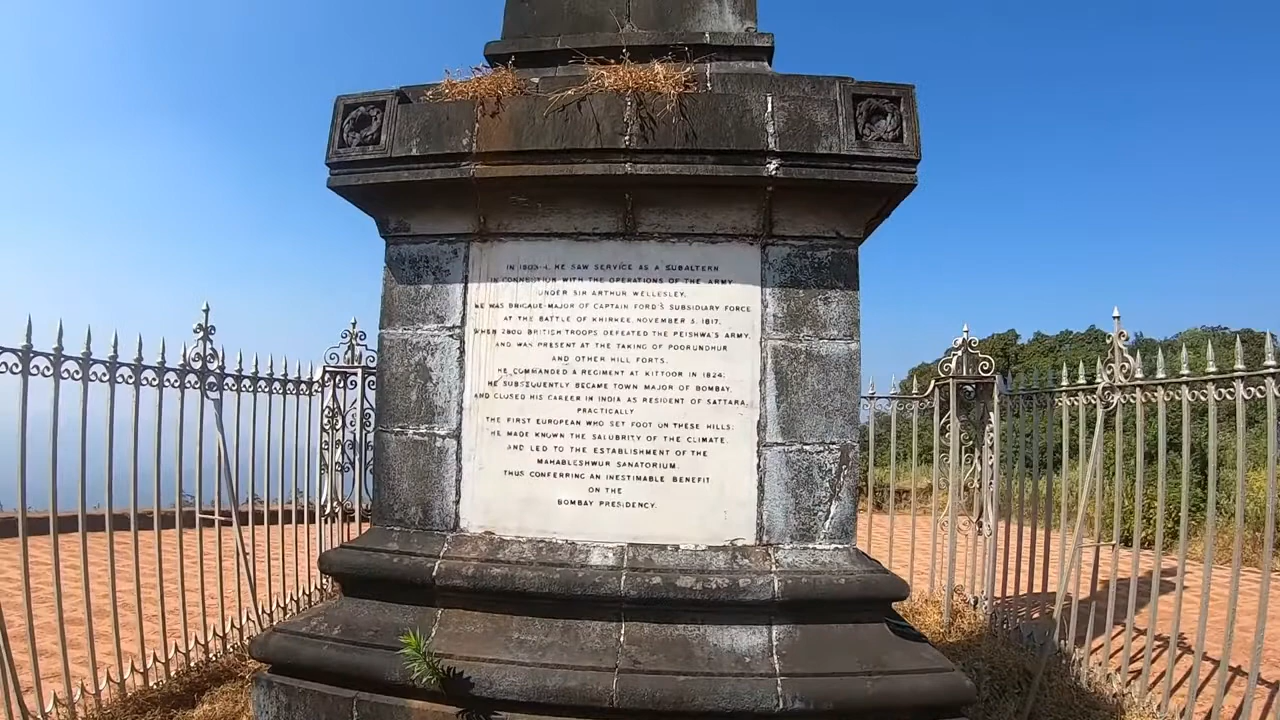 IN 1803-4, HE SAW SERVICE AS A SUBALTERN
IN CONNECTION WITH THE OPERATIONS OF THE ARMY
UNDER SIR ARTHUR WELLESLEY.
HE WAS BRIGADE-MAJOR OF CAPTAIN FORD'S SUBSIDIARY FORCE
AT THE BATTLE OF KHIRKEE, NOVEMBER 5, 1817,
WHEN 2800 BRITISH TROOPS DEFEATED THE PEISHWA'S ARMY,
AND WAS PRESENT AT THE TAKING OF POORUNDHUR
AND OTHER HILL FORTS.
HE COMMANDED A REGIMENT AT KITTOOR IN 1824;
HE SUBSEQUENTLY BECAME TOWN MAJOR OF BOMBAY,
AND CLOSED HIS CAREER IN INDIA AS RESIDENT OF SATTARA,
PRACTICALLY
THE FIRST EUROPEAN WHO SET FOOT ON THESE HILLS;
HE MADE KNOWN THE SALUBRITY OF THE CLIMATE,
AND LED TO THE ESTABLISHMENT OF THE
MAHABLESHWUR SANATORIUM,
THUS CONFERRING AN INESTIMABLE BENEFIT
ON THE
BOMBAY PRESIDENCY.